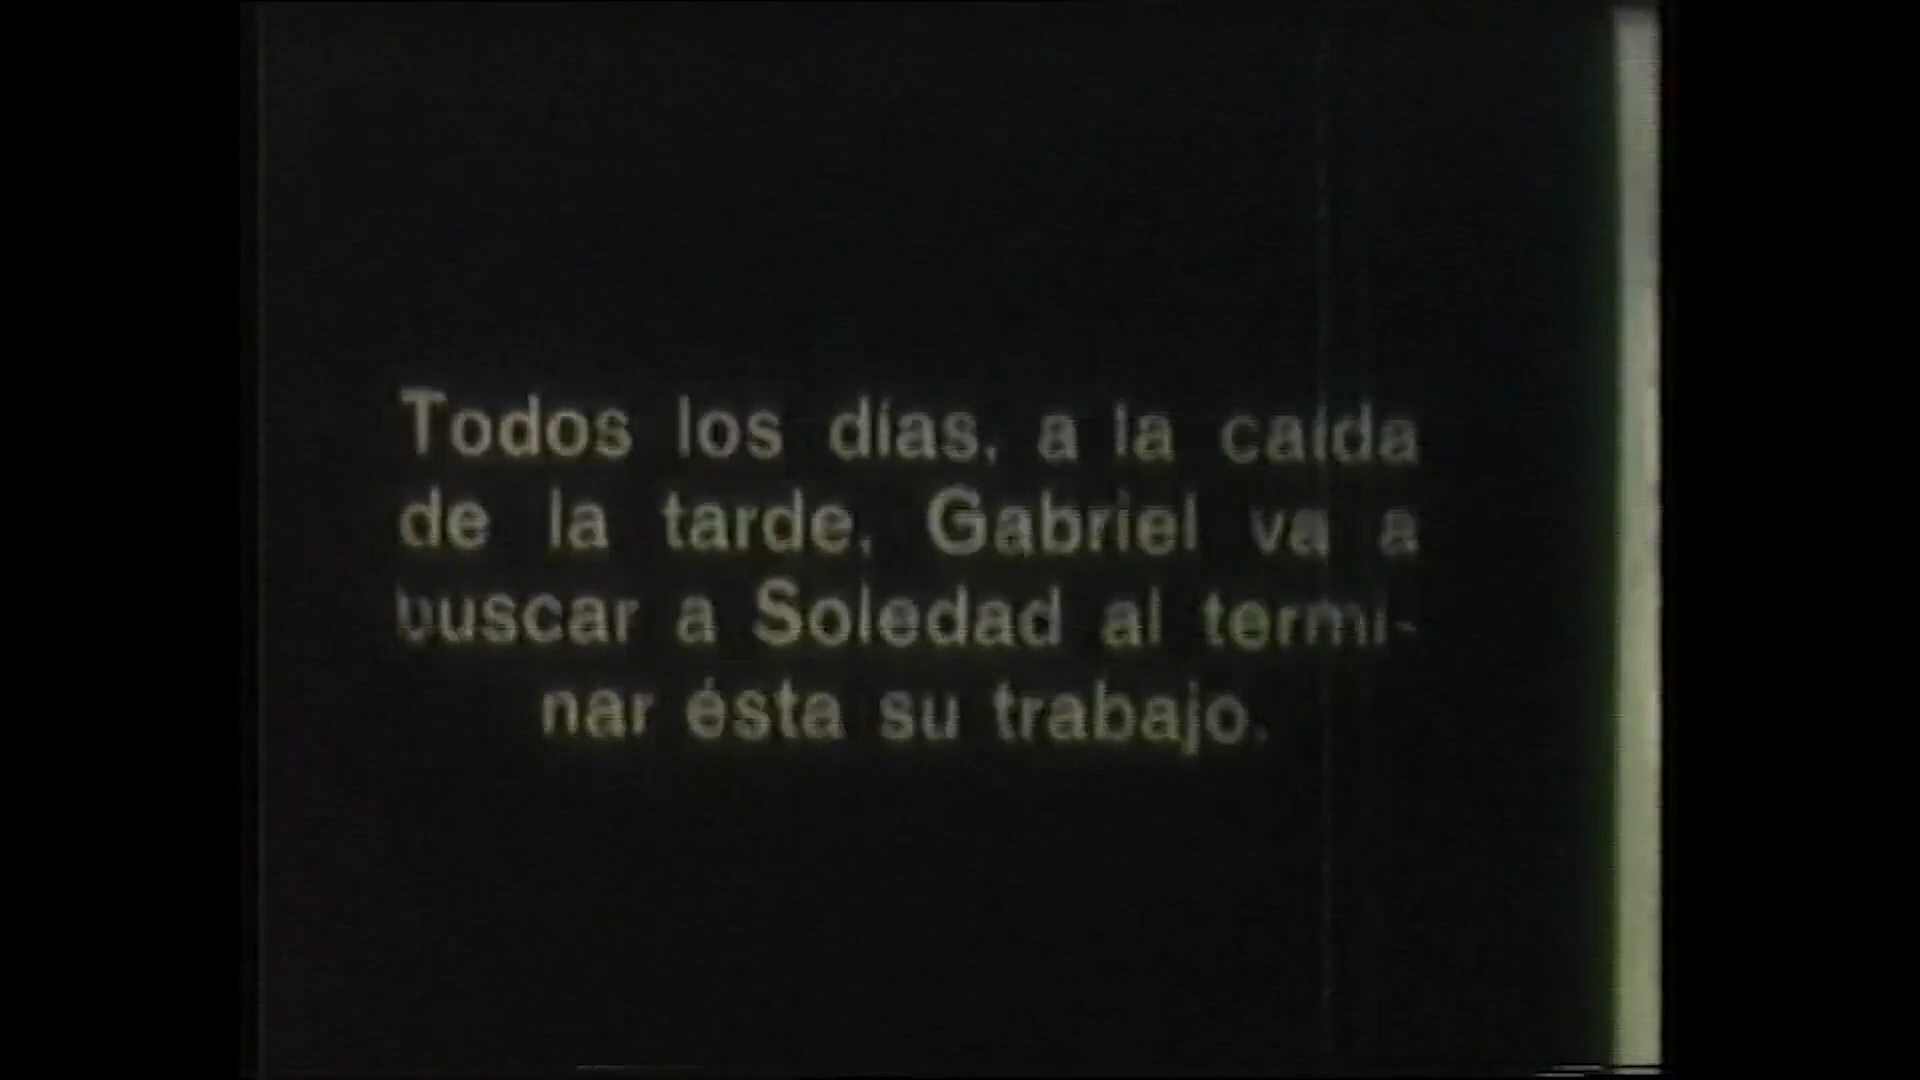 Todos los días, a la caída
de la tarde, Gabriel va a
buscar a Soledad al termi-
nar ésta su trabajo.